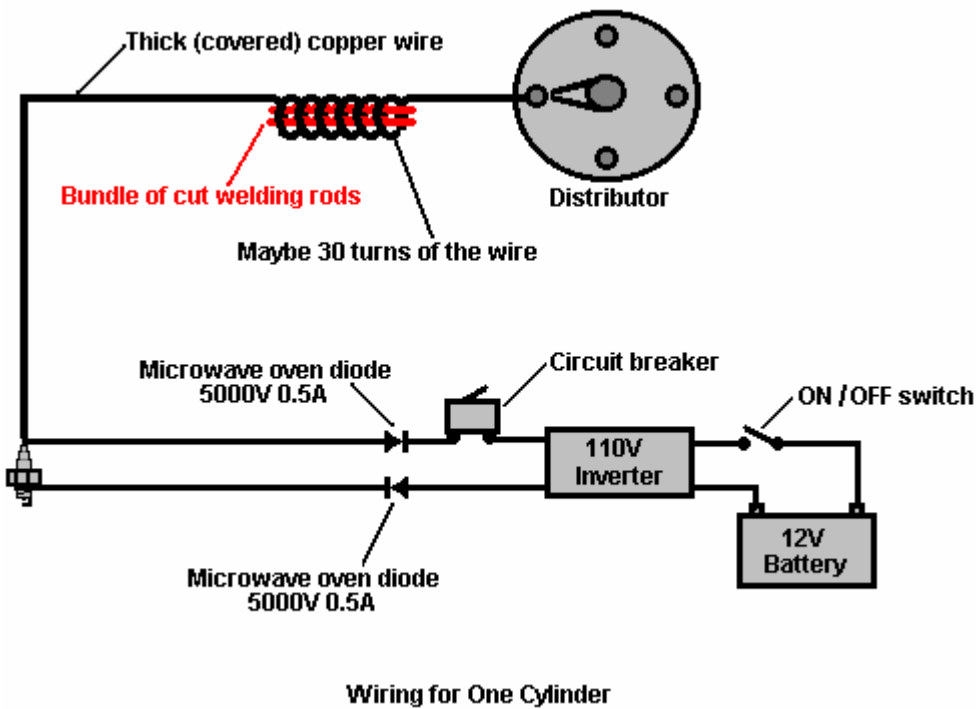 Thick (covered) copper wire
Bundle of cut welding rods
Distributor
Maybe 30 turns of the wire
Microwave oven diode
5000V 0.5A
Circuit breaker
ON / OFF switch
110V
Inverter
12V
Battery
Microwave oven diode
5000V 0.5A
Wiring for One Cylinder